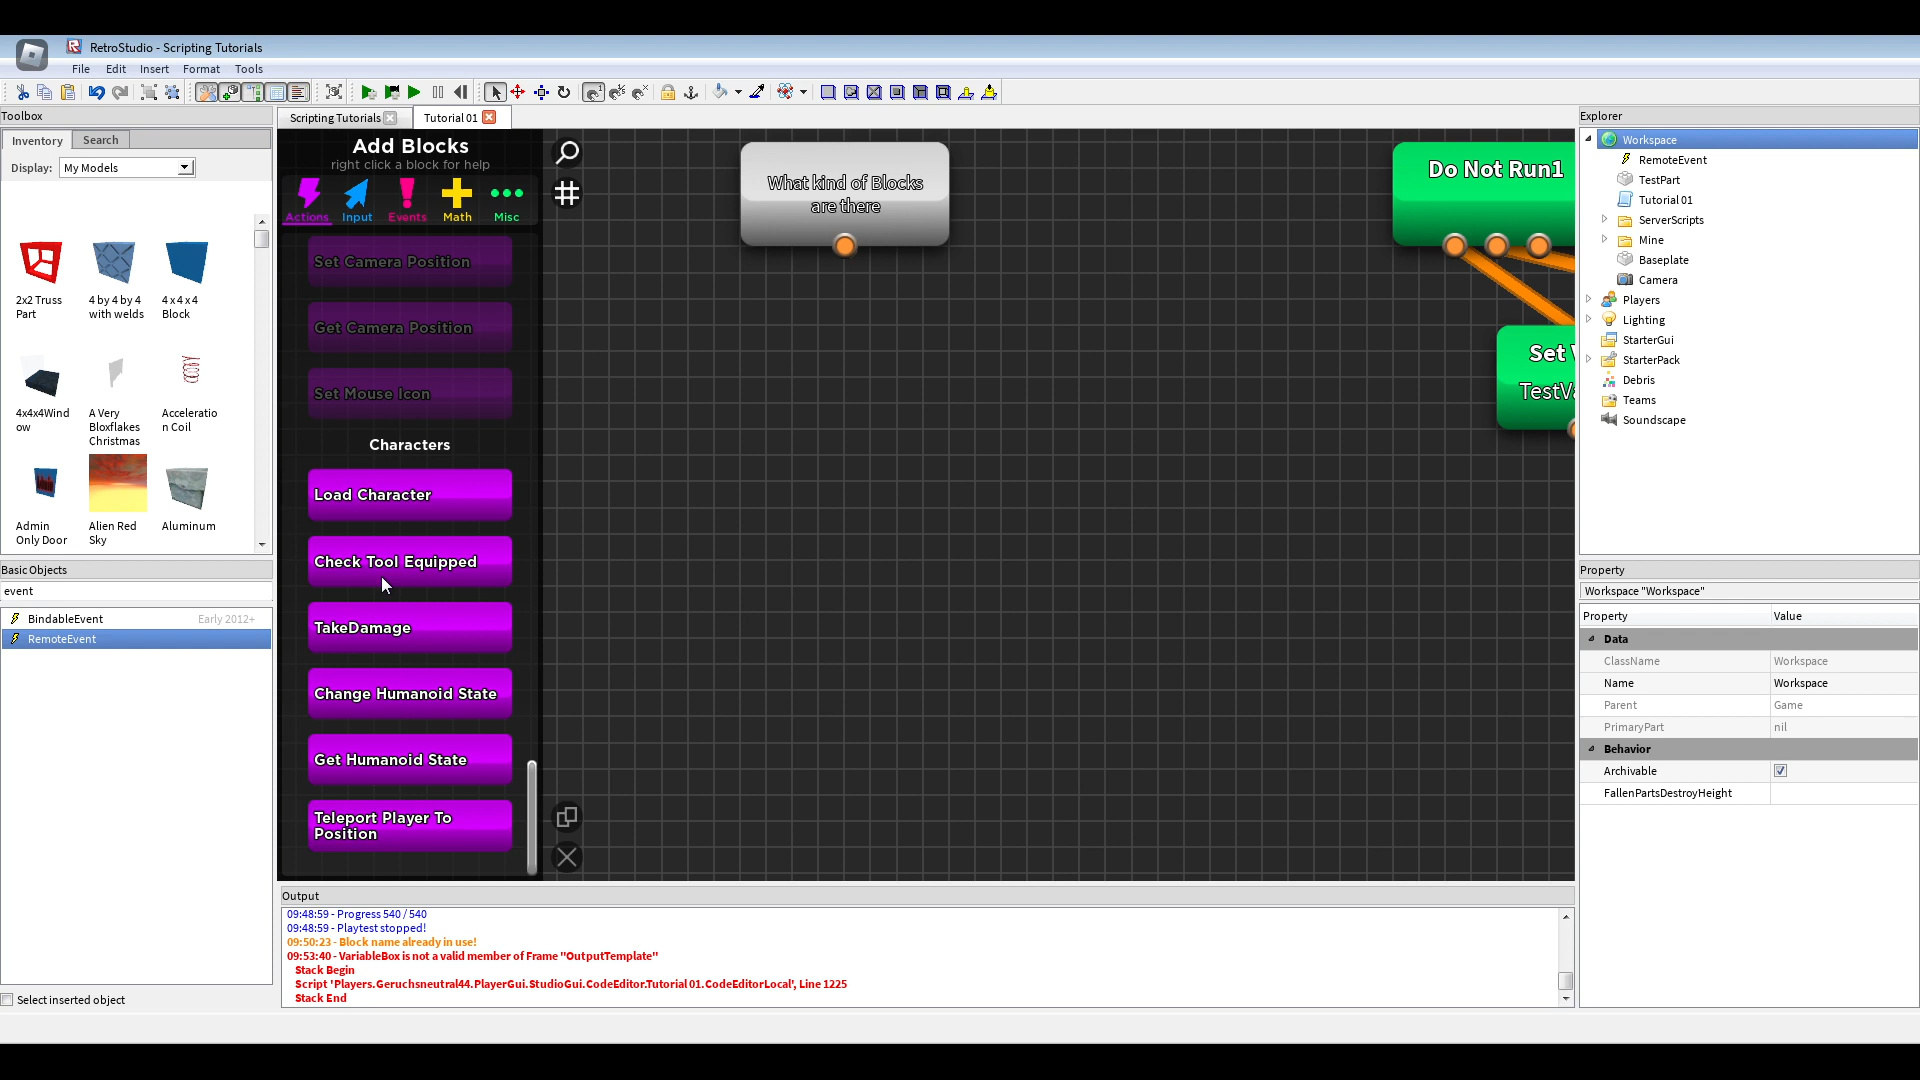 RetroStudio - Scripting Tutorials
File Edit Insert Format Tools
Toolbox
Inventory Search
Display: My Models
2x2 Truss
Part
4 by 4 by 4
with welds
4 x 4 x 4
Block
4x4x4Wind
ow
A Very
Bloxflakes
Christmas
Acceleratio
n Coil
Admin
Only Door
Alien Red
Sky
Aluminum
Basic Objects
event
BindableEvent Early 2012+
RemoteEvent
Select inserted object
Scripting Tutorials Tutorial 01
Add Blocks
right click a block for help
Actions Input Events Math Misc
Set Camera Position
Get Camera Position
Set Mouse Icon
Characters
Load Character
Check Tool Equipped
TakeDamage
Change Humanoid State
Get Humanoid State
Teleport Player To
Position
What kind of Blocks
are there
Do Not Run1
Set
TestVa
Output
09:48:59 - Progress 540 / 540
09:48:59 - Playtest stopped!
09:50:23 - Block name already in use!
09:53:40 - VariableBox is not a valid member of Frame "OutputTemplate"
Stack Begin
Script 'Players.Geruchsneutral44.PlayerGui.StudioGui.CodeEditor.Tutorial 01.CodeEditorLocal', Line 1225
Stack End
Explorer
Workspace
RemoteEvent
TestPart
Tutorial 01
ServerScripts
Mine
Baseplate
Camera
Players
Lighting
StarterGui
StarterPack
Debris
Teams
Soundscape
Property
Workspace "Workspace"
Property Value
Data
ClassName Workspace
Name Workspace
Parent Game
PrimaryPart nil
Behavior
Archivable
FallenPartsDestroyHeight